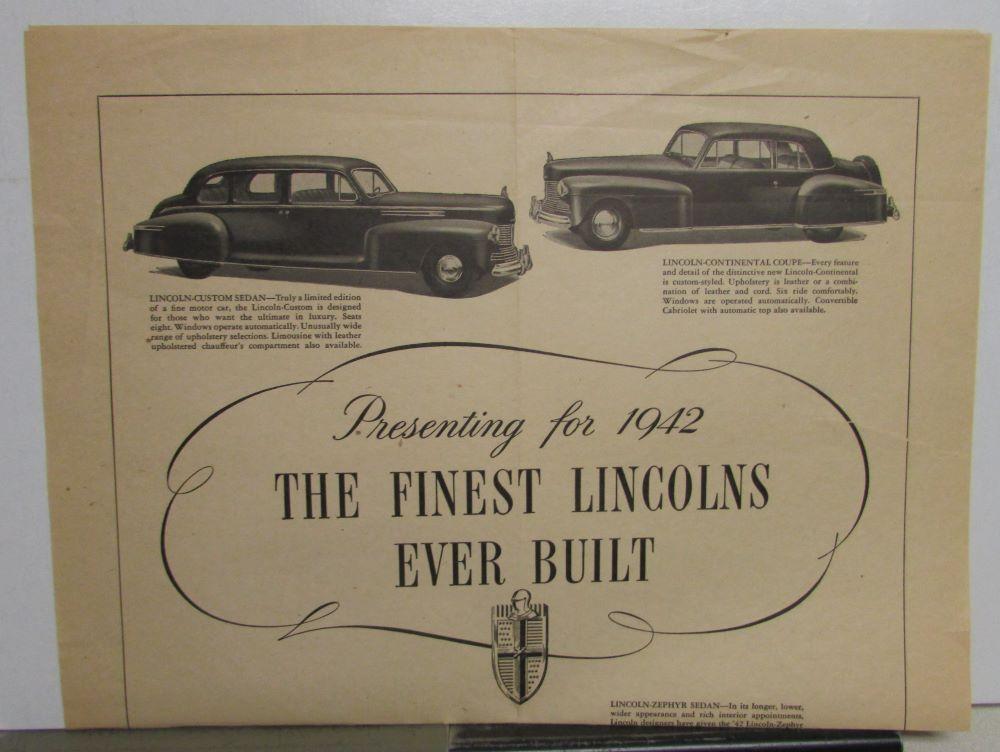 LINCOLN-CUSTOM SEDAN—Truly a limited edition
of a fine motor car, the Lincoln-Custom is designed
for those who want the ultimate in luxury. Seats
eight. Windows operate automatically. Unusually wide
range of upholstery selections. Limousine with leather
upholstered chauffeur's compartment also available.
LINCOLN-CONTINENTAL COUPE—Every feature
and detail of the distinctive new Lincoln-Continental
is custom-styled. Upholstery is leather or a combi-
nation of leather and cord. Six ride comfortably.
Windows are operated automatically. Convertible
Cabriolet with automatic top also available.
Presenting for 1942
THE FINEST LINCOLNS
EVER BUILT
LINCOLN-ZEPHYR SEDAN—In its longer, lower,
wider appearance and rich interior appointments,
Lincoln designers have given the '42 Lincoln-Zephyr